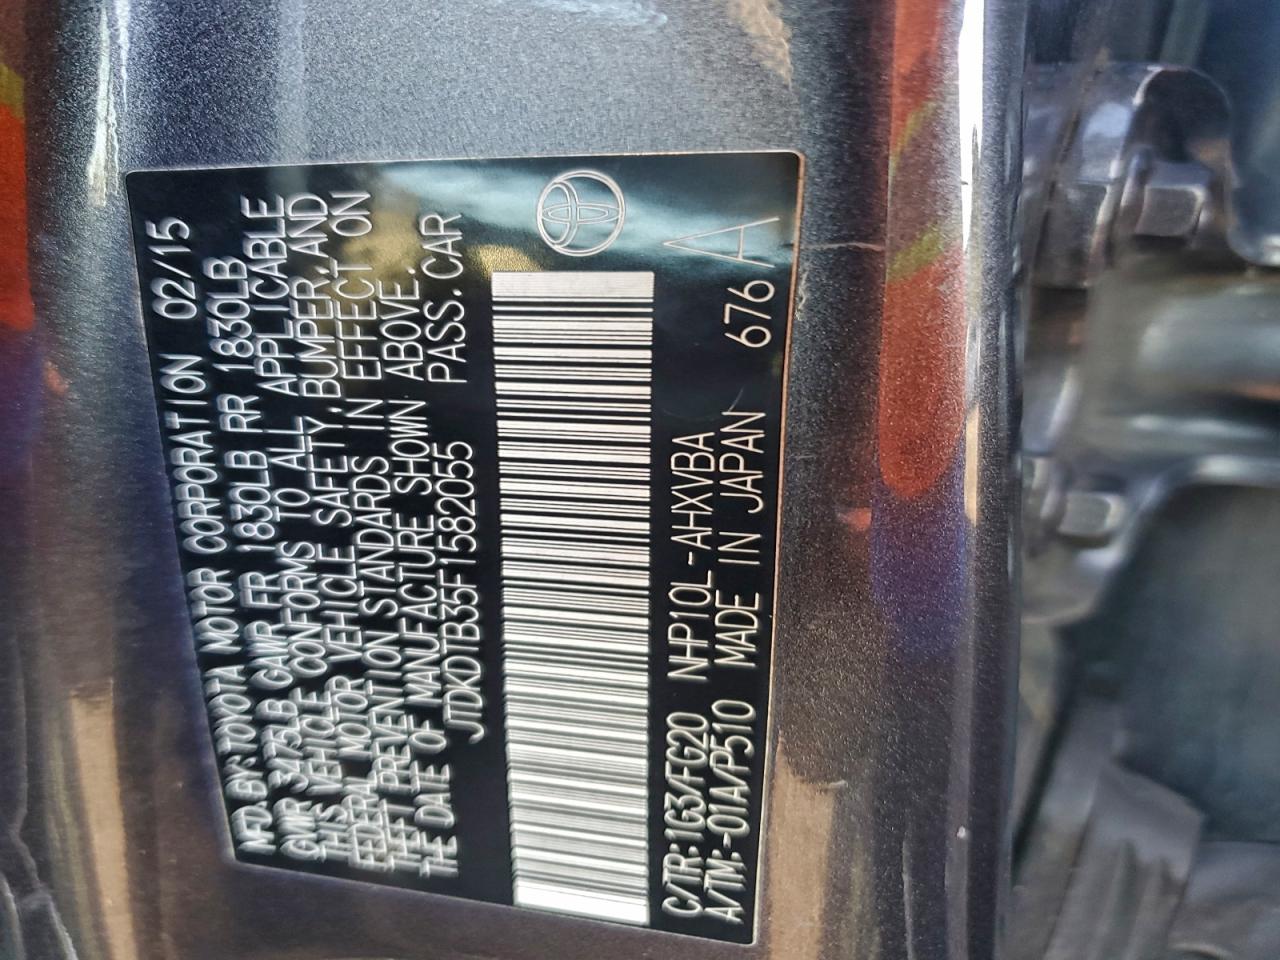 MFD. BY: TOYOTA MOTOR CORPORATION 02/15
GVWR 3475LB GAWR FR 1830LB RR 1830LB
THIS VEHICLE CONFORMS TO ALL APPLICABLE
FEDERAL MOTOR VEHICLE SAFETY, BUMPER, AND
THEFT PREVENTION STANDARDS IN EFFECT ON
THE DATE OF MANUFACTURE SHOWN ABOVE.
JTDKDTB35F1582055 PASS. CAR
C/TR: 1G3/FG20 NHP10L-AHXVBA
A/TM: -01A/P510 MADE IN JAPAN 676 A